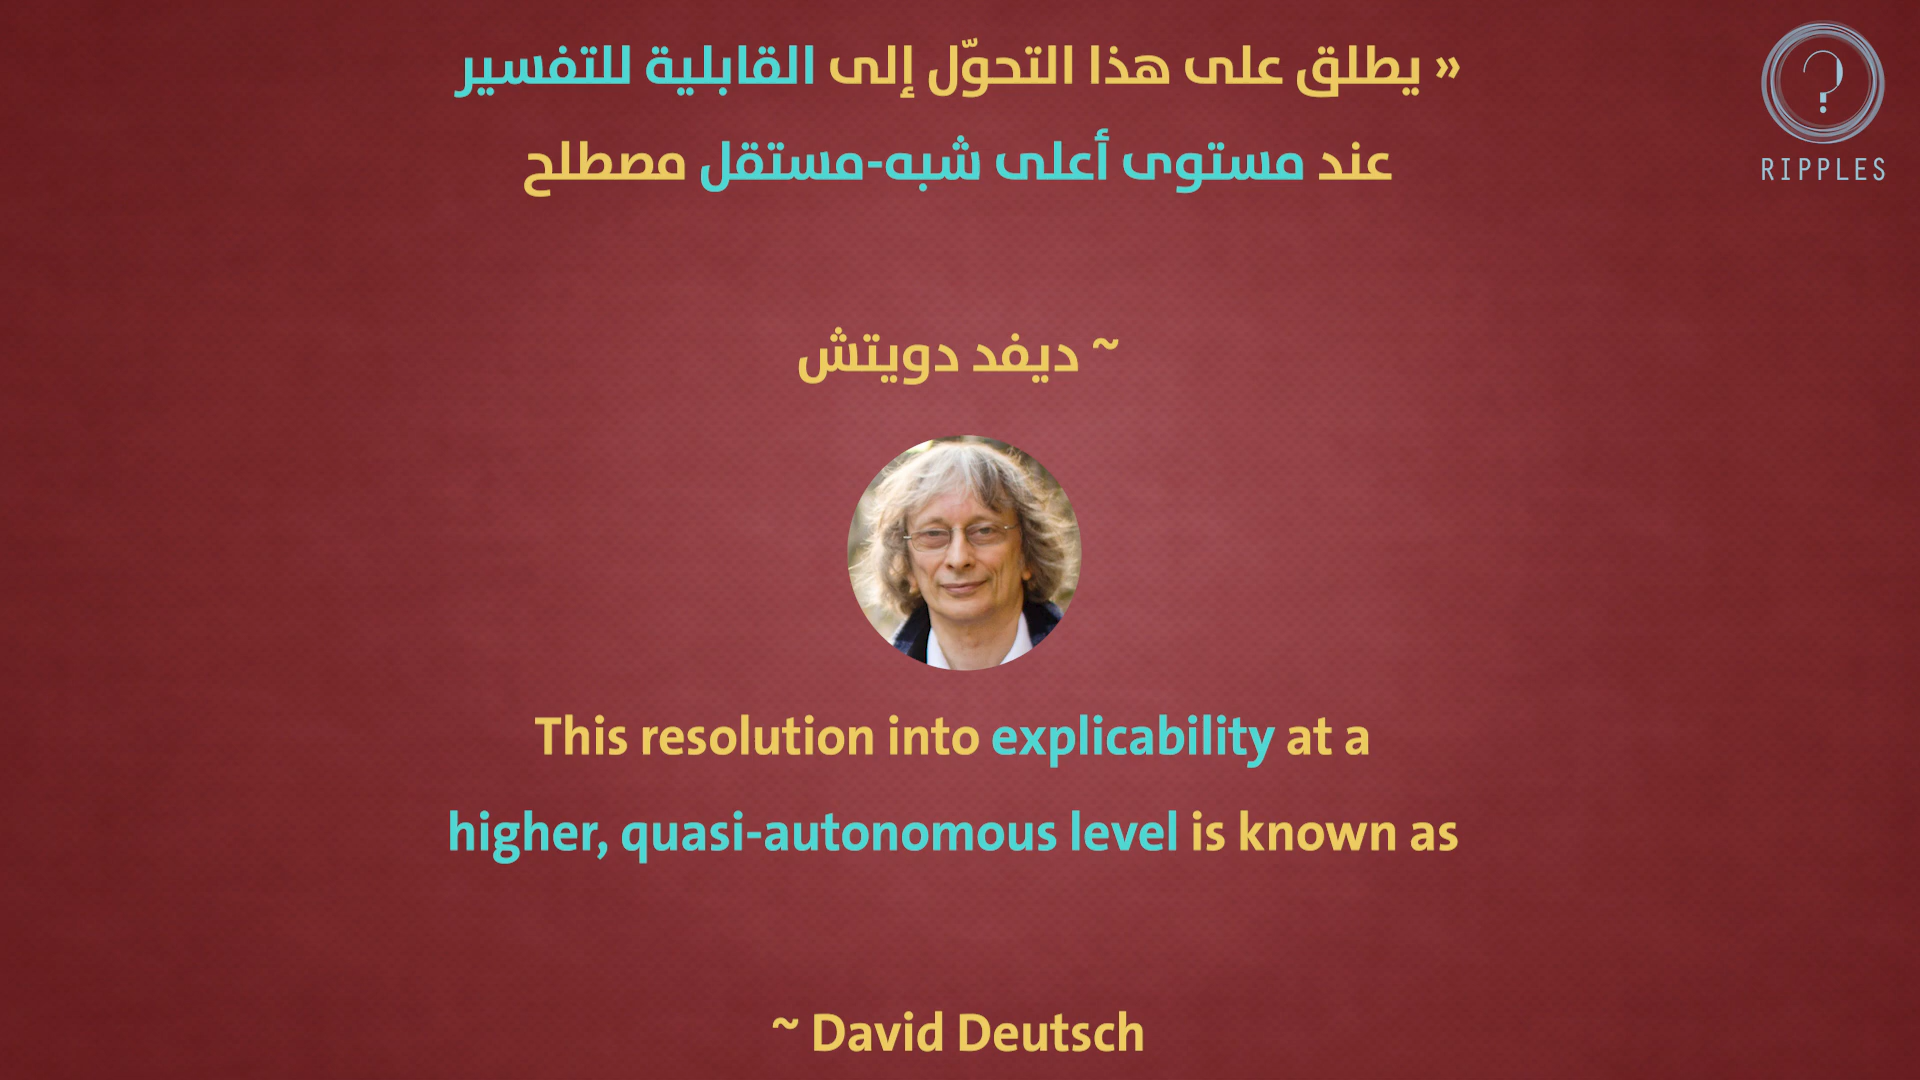 « يطلق على هذا التحوّل إلى القابلية للتفسير
عند مستوى أعلى شبه-مستقل مصطلح
~ ديفد دويتش
This resolution into explicability at a
higher, quasi-autonomous level is known as
~ David Deutsch
?
RIPPLES